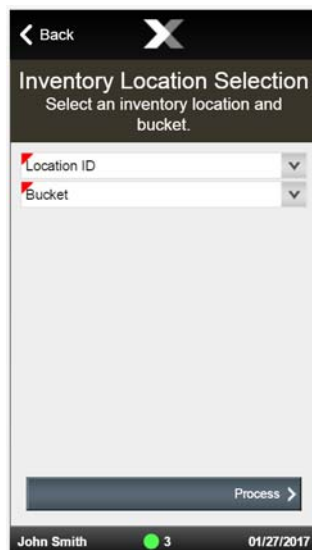 Back
Inventory Location Selection
Select an inventory location and
bucket.
Location ID
Bucket
Process
John Smith 3 01/27/2017